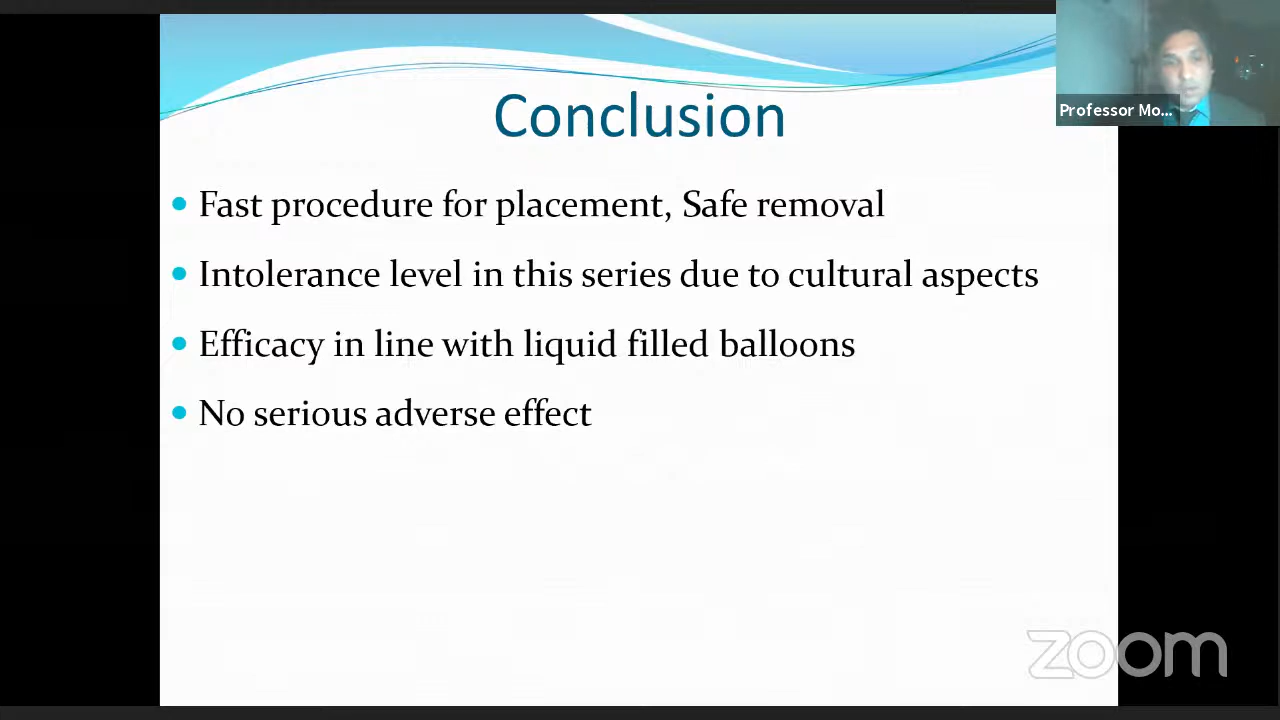 Conclusion
Professor Mo...
Fast procedure for placement, Safe removal
Intolerance level in this series due to cultural aspects
Efficacy in line with liquid filled balloons
No serious adverse effect
zoom